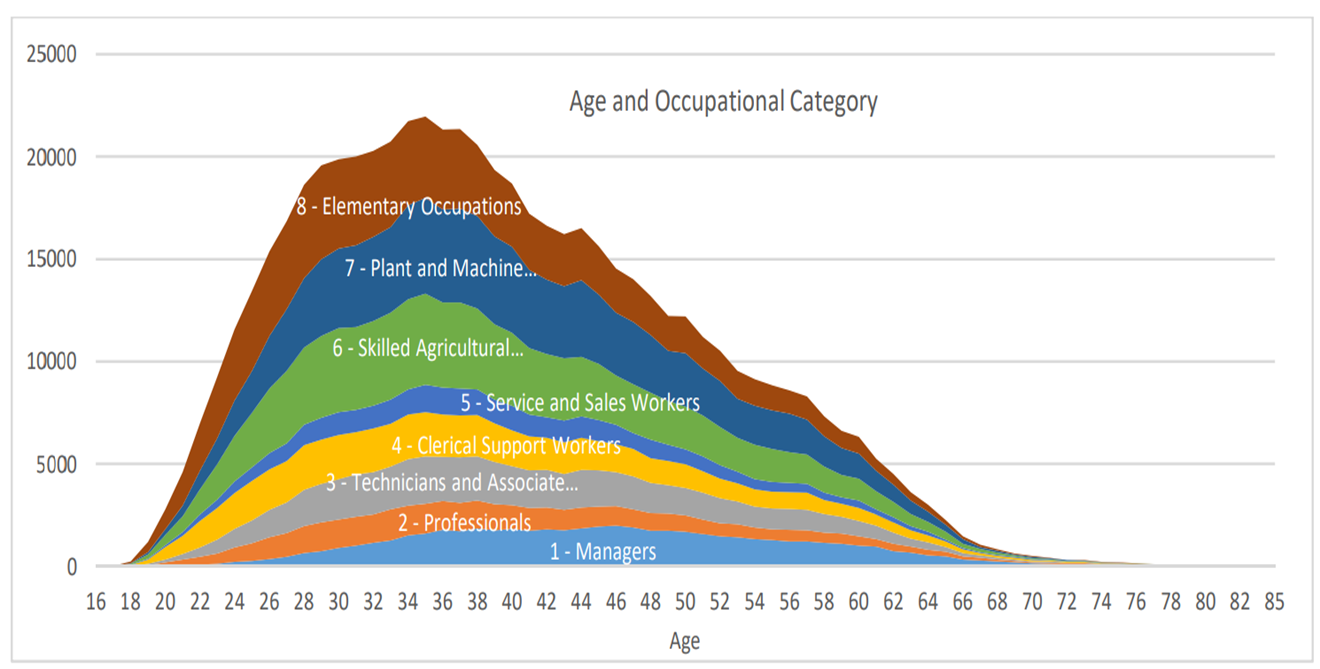 25000
Age and Occupational Category
20000
8 - Elementary Occupations
15000
7 - Plant and Machine...
10000
6 - Skilled Agricultural...
5 - Service and Sales Workers
5000
4 - Clerical Support Workers
3 - Technicians and Associate...
2 - Professionals
1 - Managers
0
16 18 20 22 24 26 28 30 32 34 36 38 40 42 44 46 48 50 52 54 56 58 60 62 64 66 68 70 72 74 76 78 80 82 85
Age